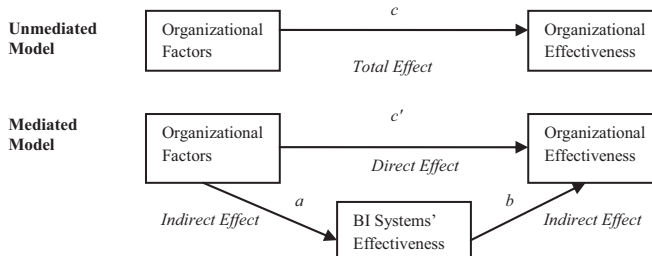 c
Unmediated
Model
Organizational
Factors
Organizational
Effectiveness
Total Effect
Mediated
Model
c'
Organizational
Factors
Organizational
Effectiveness
Direct Effect
Indirect Effect
a
BI Systems’
Effectiveness
b
Indirect Effect